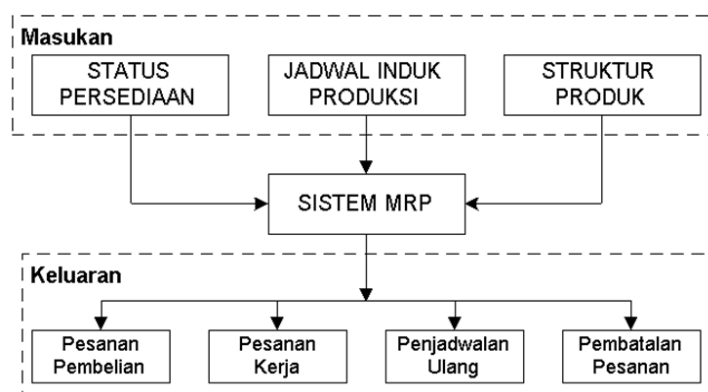 Masukan
STATUS
PERSEDIAAN
JADWAL INDUK
PRODUKSI
STRUKTUR
PRODUK
SISTEM MRP
Keluaran
Pesanan
Pembelian
Pesanan
Kerja
Penjadwalan
Ulang
Pembatalan
Pesanan